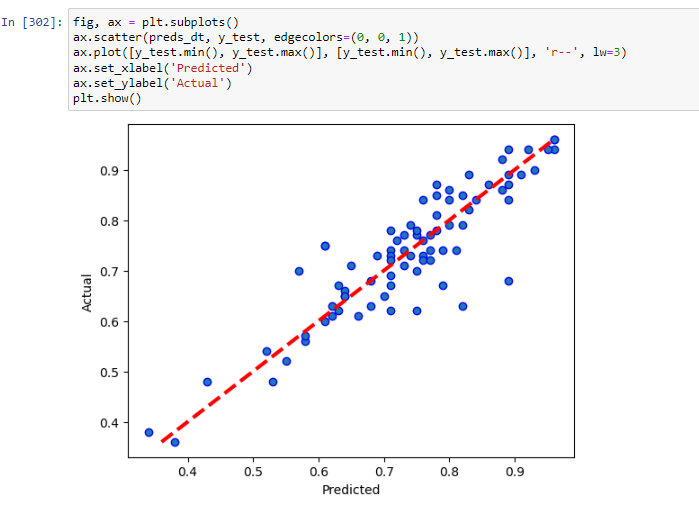 In [302]: fig, ax = plt.subplots()
ax.scatter(preds_dt, y_test, edgecolors=(0, 0, 1))
ax.plot([y_test.min(), y_test.max()], [y_test.min(), y_test.max()], 'r--', lw=3)
ax.set_xlabel('Predicted')
ax.set_ylabel('Actual')
plt.show()
0.9
0.8
0.7
0.6
0.5
0.4
Actual
0.4 0.5 0.6 0.7 0.8 0.9
Predicted